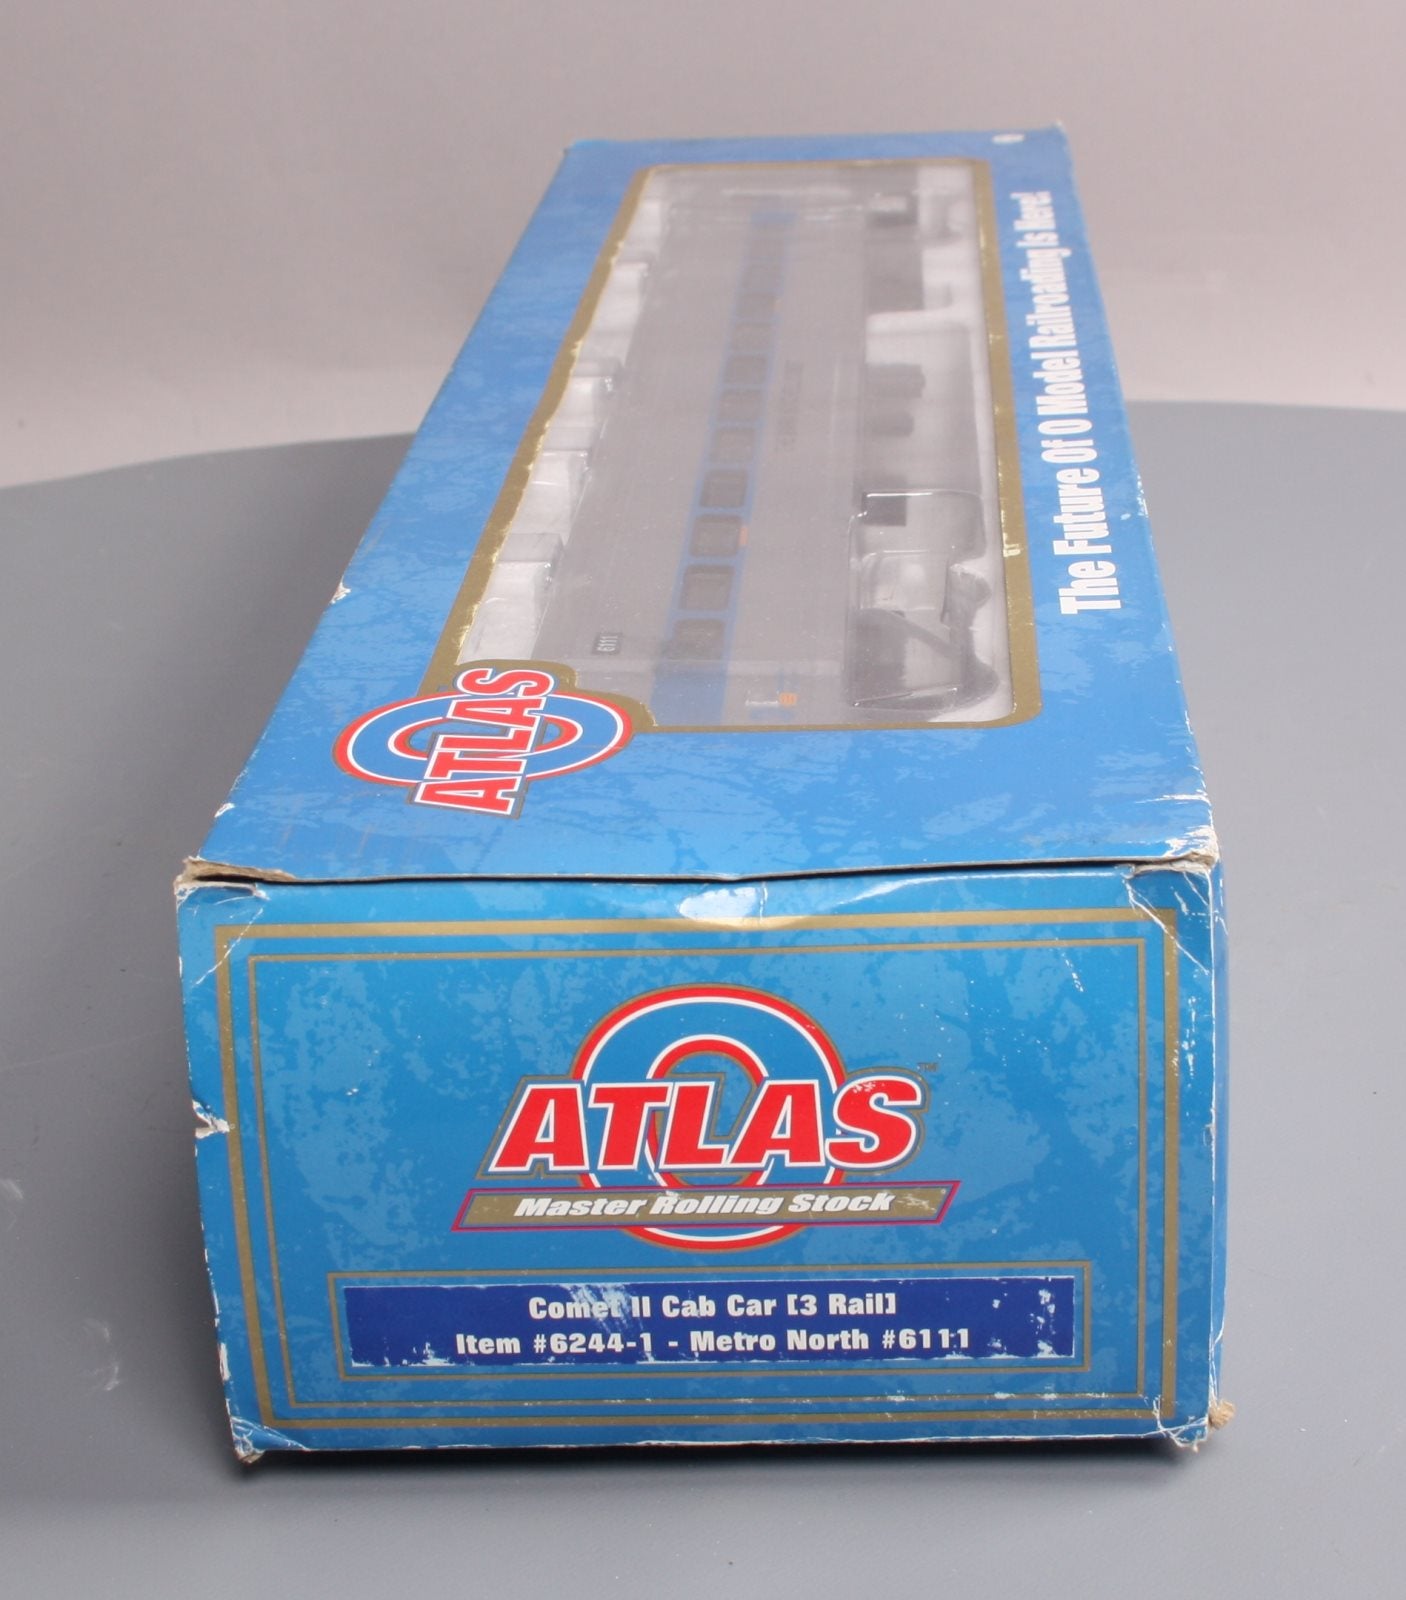 The Future Of O Model Railroading Is Here!
6111
ATLAS
ATLAS™
Master Rolling Stock
Comet II Cab Car [3 Rail]
Item #6244-1 - Metro North #6111